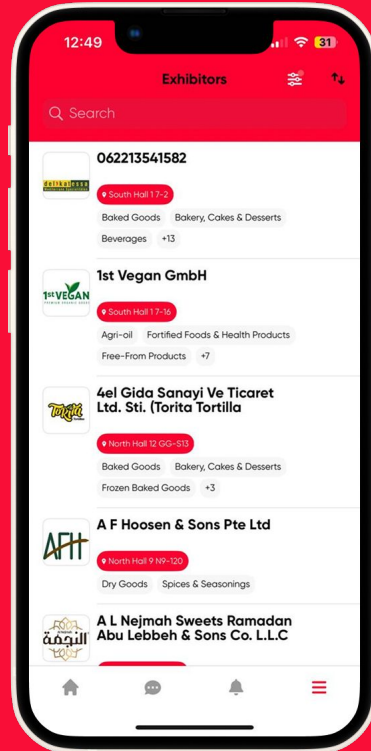 12:49
31
Exhibitors
Search
delikatessa
062213541582
South Hall 1 7-2
Baked Goods Bakery, Cakes & Desserts
Beverages +13
1st VEGAN
1st Vegan GmbH
South Hall 1 7-16
Agri-oil Fortified Foods & Health Products
Free-From Products +7
Torita
4el Gida Sanayi Ve Ticaret
Ltd. Sti. (Torita Tortilla
North Hall 12 GG-S13
Baked Goods Bakery, Cakes & Desserts
Frozen Baked Goods +3
AFH
A F Hoosen & Sons Pte Ltd
North Hall 9 N9-120
Dry Goods Spices & Seasonings
النجمة
A L Nejmah Sweets Ramadan
Abu Lebbeh & Sons Co. L.L.C